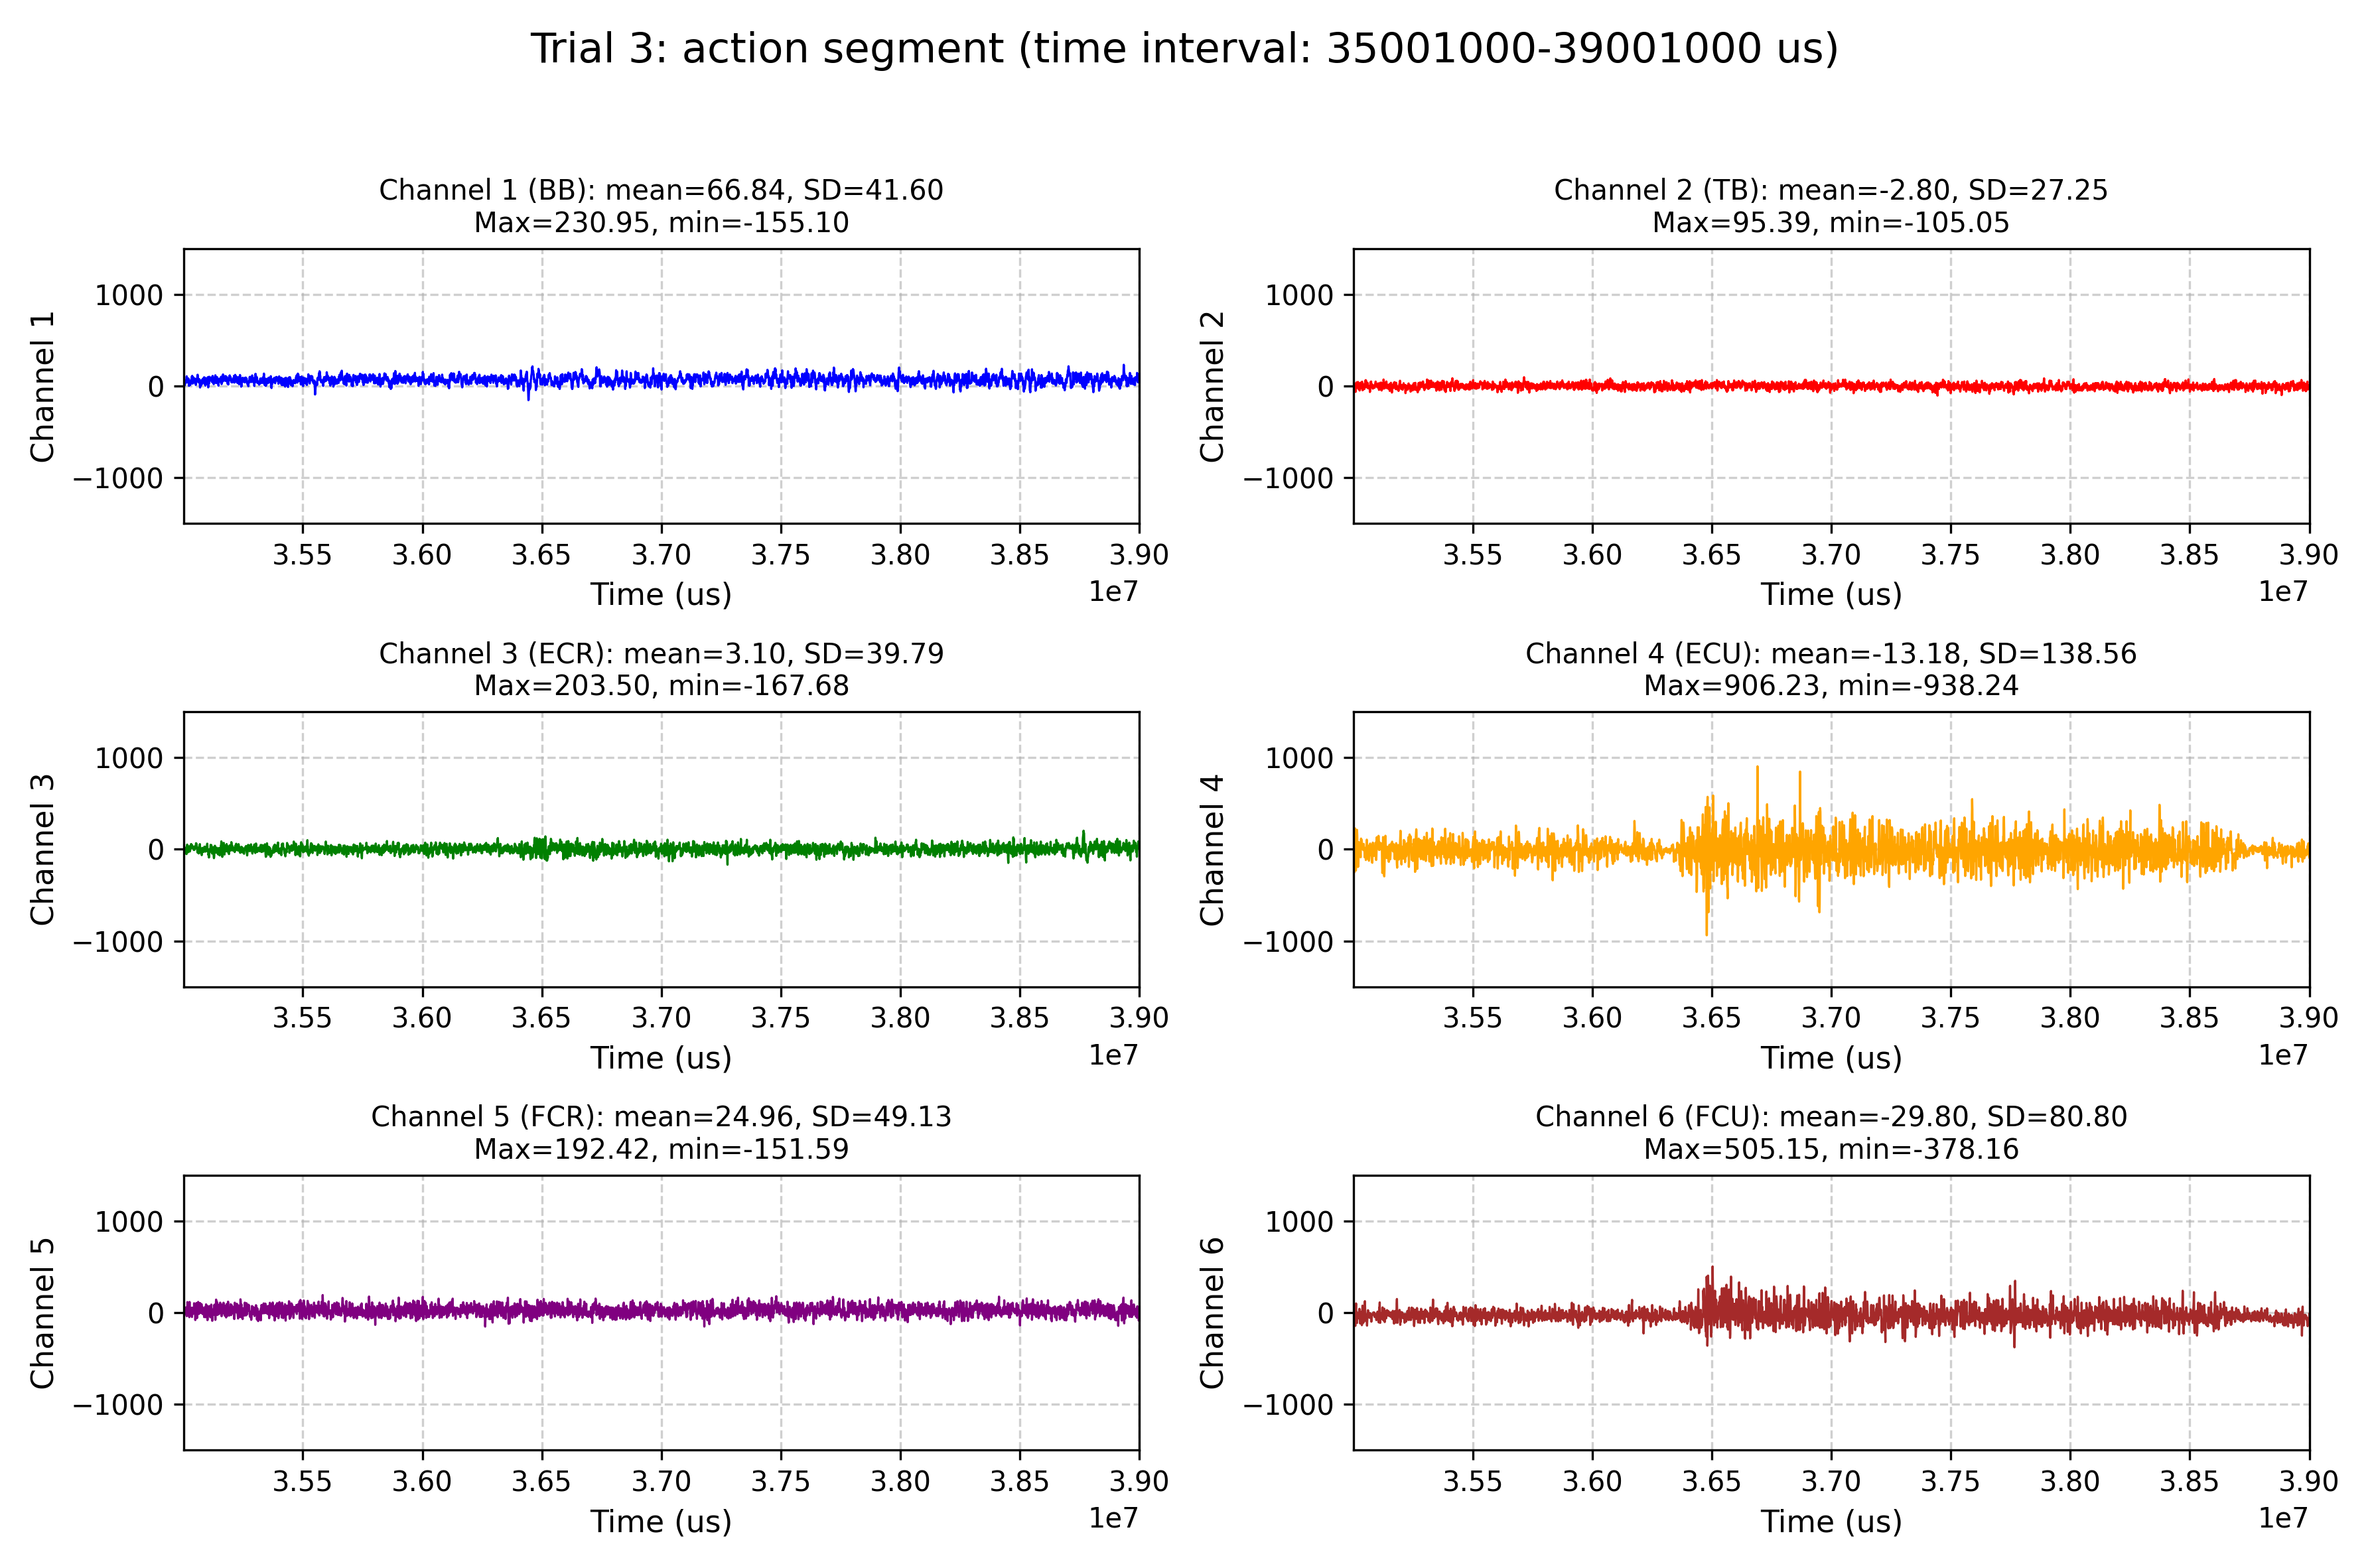 Trial 3: action segment (time interval: 35001000-39001000 us)
Channel 1 (BB): mean=66.84, SD=41.60
Max=230.95, min=-155.10
Channel 1
1000
0
−1000
3.55 3.60 3.65 3.70 3.75 3.80 3.85 3.90
1e7
Time (us)
Channel 2 (TB): mean=-2.80, SD=27.25
Max=95.39, min=-105.05
Channel 2
1000
0
−1000
3.55 3.60 3.65 3.70 3.75 3.80 3.85 3.90
1e7
Time (us)
Channel 3 (ECR): mean=3.10, SD=39.79
Max=203.50, min=-167.68
Channel 3
1000
0
−1000
3.55 3.60 3.65 3.70 3.75 3.80 3.85 3.90
1e7
Time (us)
Channel 4 (ECU): mean=-13.18, SD=138.56
Max=906.23, min=-938.24
Channel 4
1000
0
−1000
3.55 3.60 3.65 3.70 3.75 3.80 3.85 3.90
1e7
Time (us)
Channel 5 (FCR): mean=24.96, SD=49.13
Max=192.42, min=-151.59
Channel 5
1000
0
−1000
3.55 3.60 3.65 3.70 3.75 3.80 3.85 3.90
1e7
Time (us)
Channel 6 (FCU): mean=-29.80, SD=80.80
Max=505.15, min=-378.16
Channel 6
1000
0
−1000
3.55 3.60 3.65 3.70 3.75 3.80 3.85 3.90
1e7
Time (us)